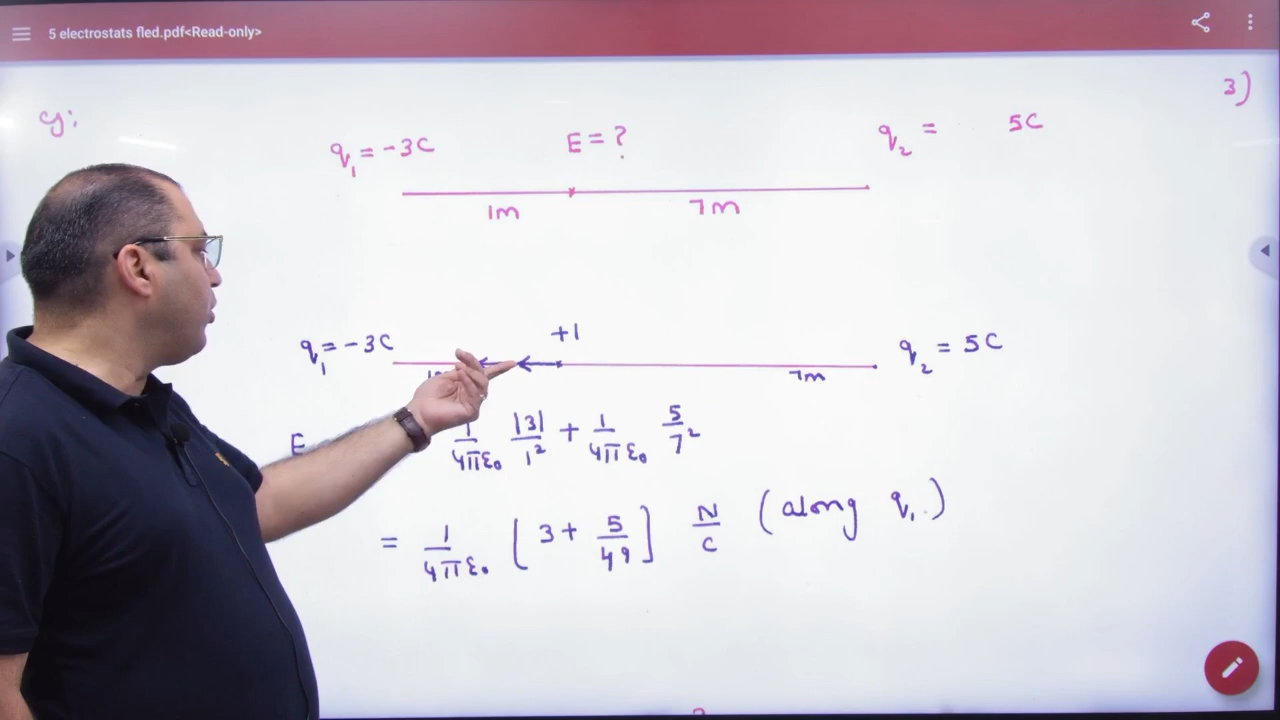 5 electrostats fled.pdf<Read-only>
3)
eg:
q₁ = -3C E = ? q₂ = 5C
1m 7m
+1
q₁ = -3C q₂ = 5C
7m
E 1/4πε₀ |3|/1² + 1/4πε₀ 5/7²
= 1/4πε₀ [3 + 5/49] N/C (along q₁)